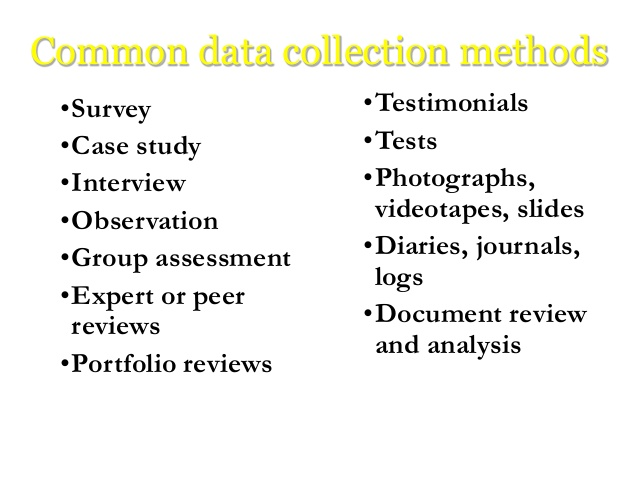 Common data collection methods
•Survey
•Case study
•Interview
•Observation
•Group assessment
•Expert or peer
reviews
•Portfolio reviews
•Testimonials
•Tests
•Photographs,
videotapes, slides
•Diaries, journals,
logs
•Document review
and analysis